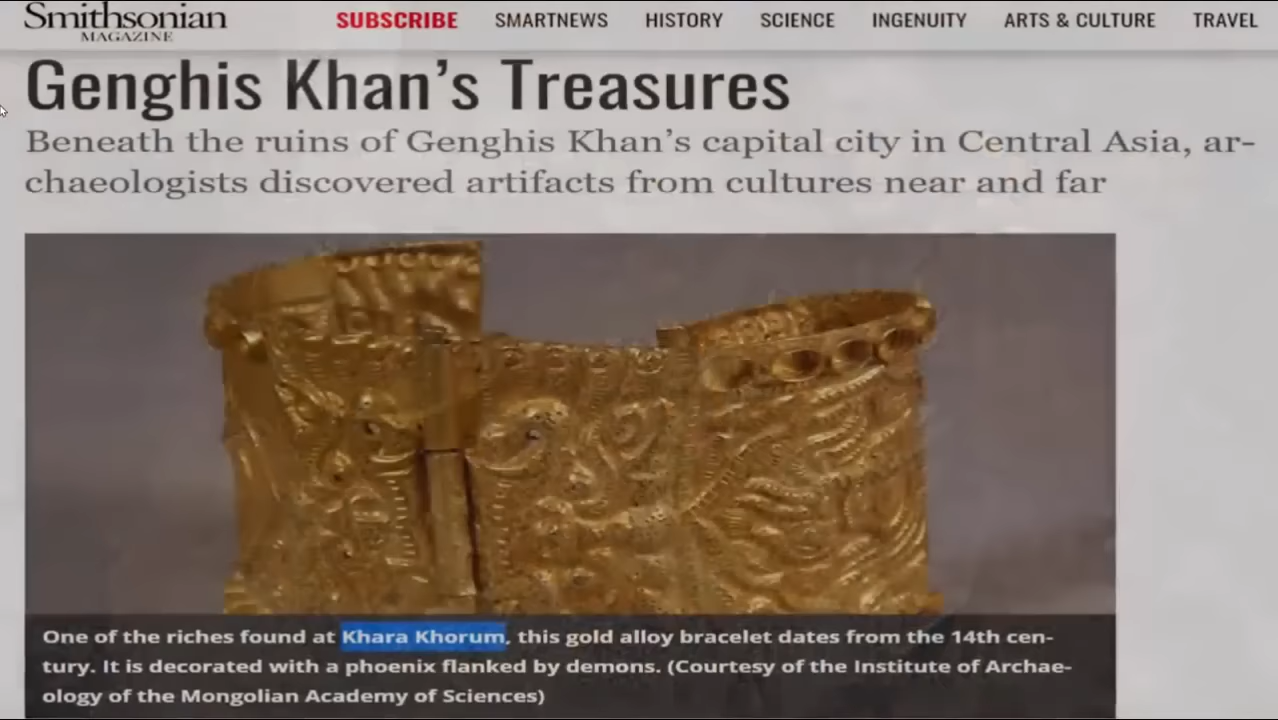 Smithsonian
MAGAZINE
SUBSCRIBE SMARTNEWS HISTORY SCIENCE INGENUITY ARTS & CULTURE TRAVEL
Genghis Khan's Treasures
Beneath the ruins of Genghis Khan's capital city in Central Asia, ar-
chaeologists discovered artifacts from cultures near and far
One of the riches found at Khara Khorum, this gold alloy bracelet dates from the 14th cen-
tury. It is decorated with a phoenix flanked by demons. (Courtesy of the Institute of Archae-
ology of the Mongolian Academy of Sciences)